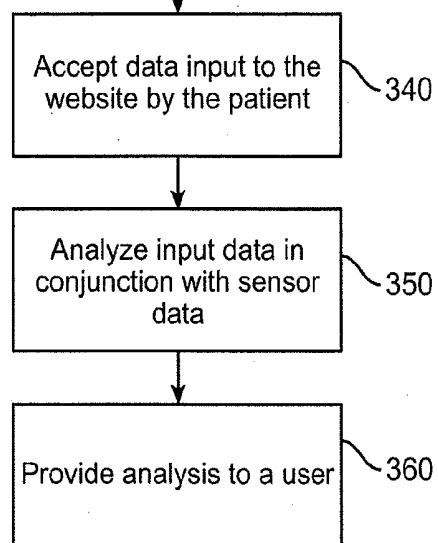 Accept data input to the
website by the patient
340
Analyze input data in
conjunction with sensor
data
350
Provide analysis to a user
360